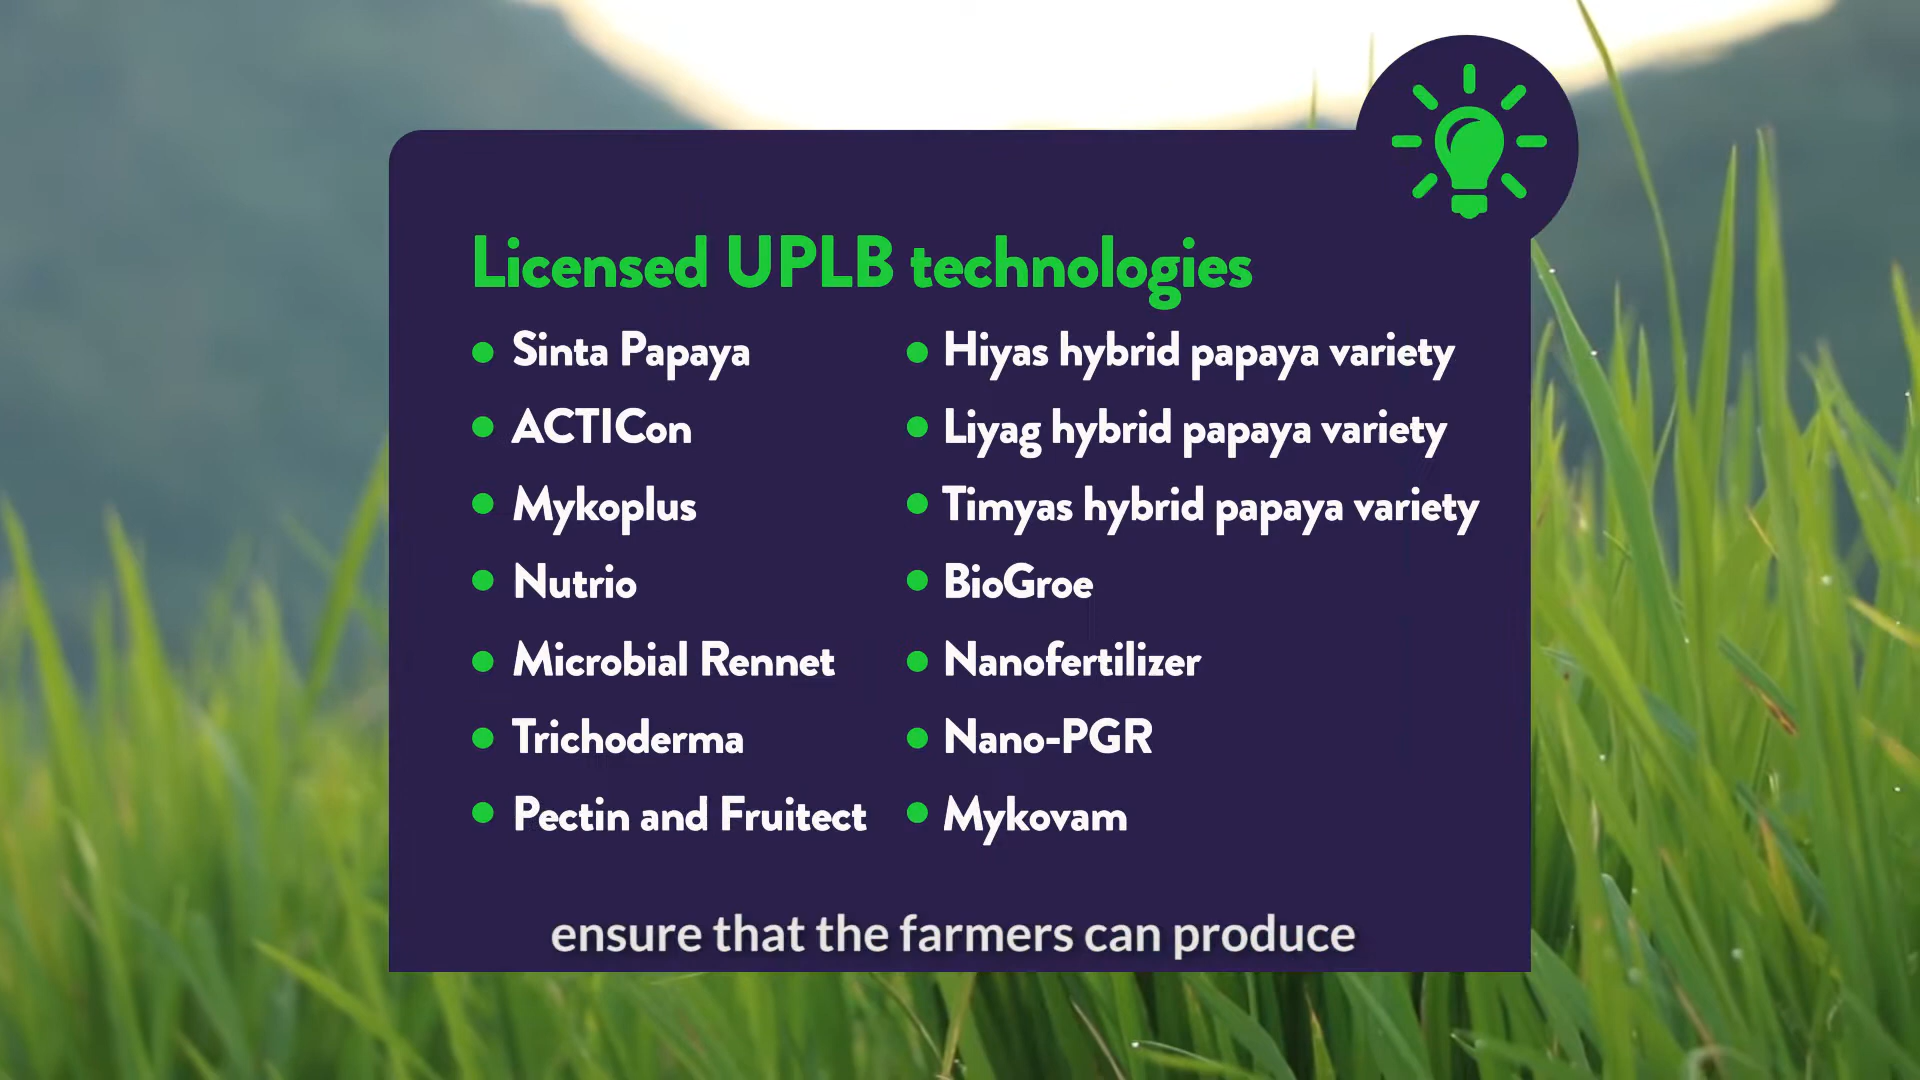 Licensed UPLB technologies
Sinta Papaya
ACTICon
Mykoplus
Nutrio
Microbial Rennet
Trichoderma
Pectin and Fruitect
Hiyas hybrid papaya variety
Liyag hybrid papaya variety
Timyas hybrid papaya variety
BioGroe
Nanofertilizer
Nano-PGR
Mykovam
ensure that the farmers can produce